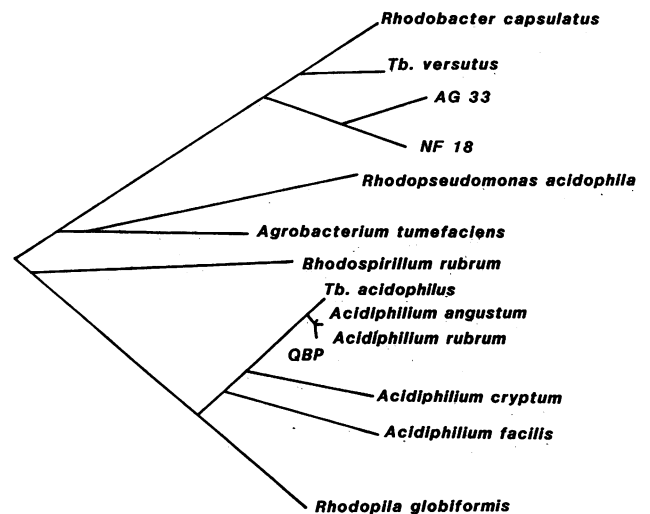 Rhodobacter capsulatus
Tb. versutus
AG 33
NF 18
Rhodopseudomonas acidophila
Agrobacterium tumefaciens
Rhodospirillum rubrum
Tb. acidophilus
Acidiphilium angustum
Acidiphilium rubrum
QBP
Acidiphilium cryptum
Acidiphilium facilis
Rhodopila globiformis